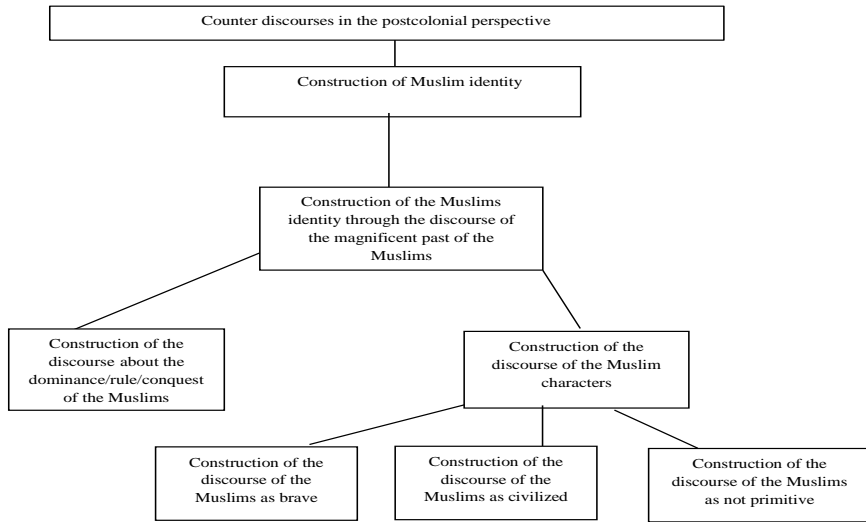 Counter discourses in the postcolonial perspective
Construction of Muslim identity
Construction of the Muslims
identity through the discourse of
the magnificent past of the
Muslims
Construction of the
discourse about the
dominance/rule/conquest
of the Muslims
Construction of the
discourse of the Muslim
characters
Construction of the
discourse of the
Muslims as brave
Construction of the
discourse of the
Muslims as civilized
Construction of the
discourse of the Muslims
as not primitive